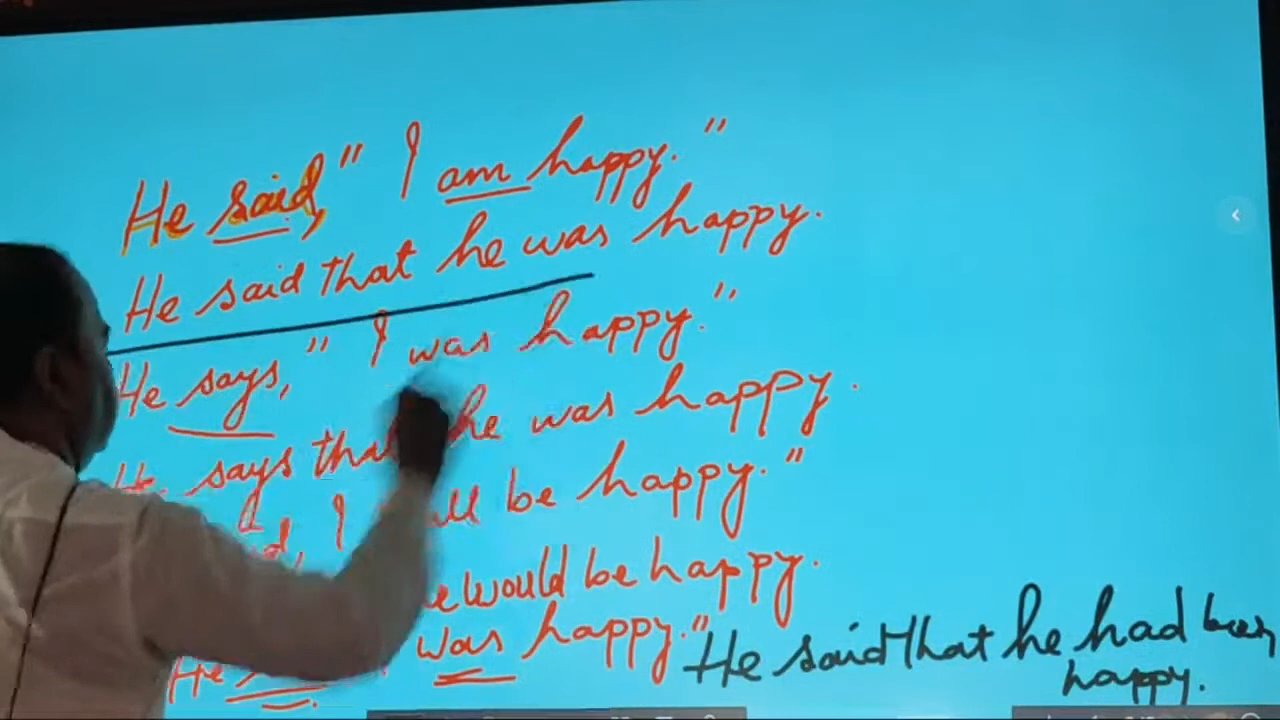 He said," I am happy."
He said that he was happy.
He says," I was happy."
He says that he was happy.
I be happy."
would be happy.
He was happy."
He said that he had been
happy.